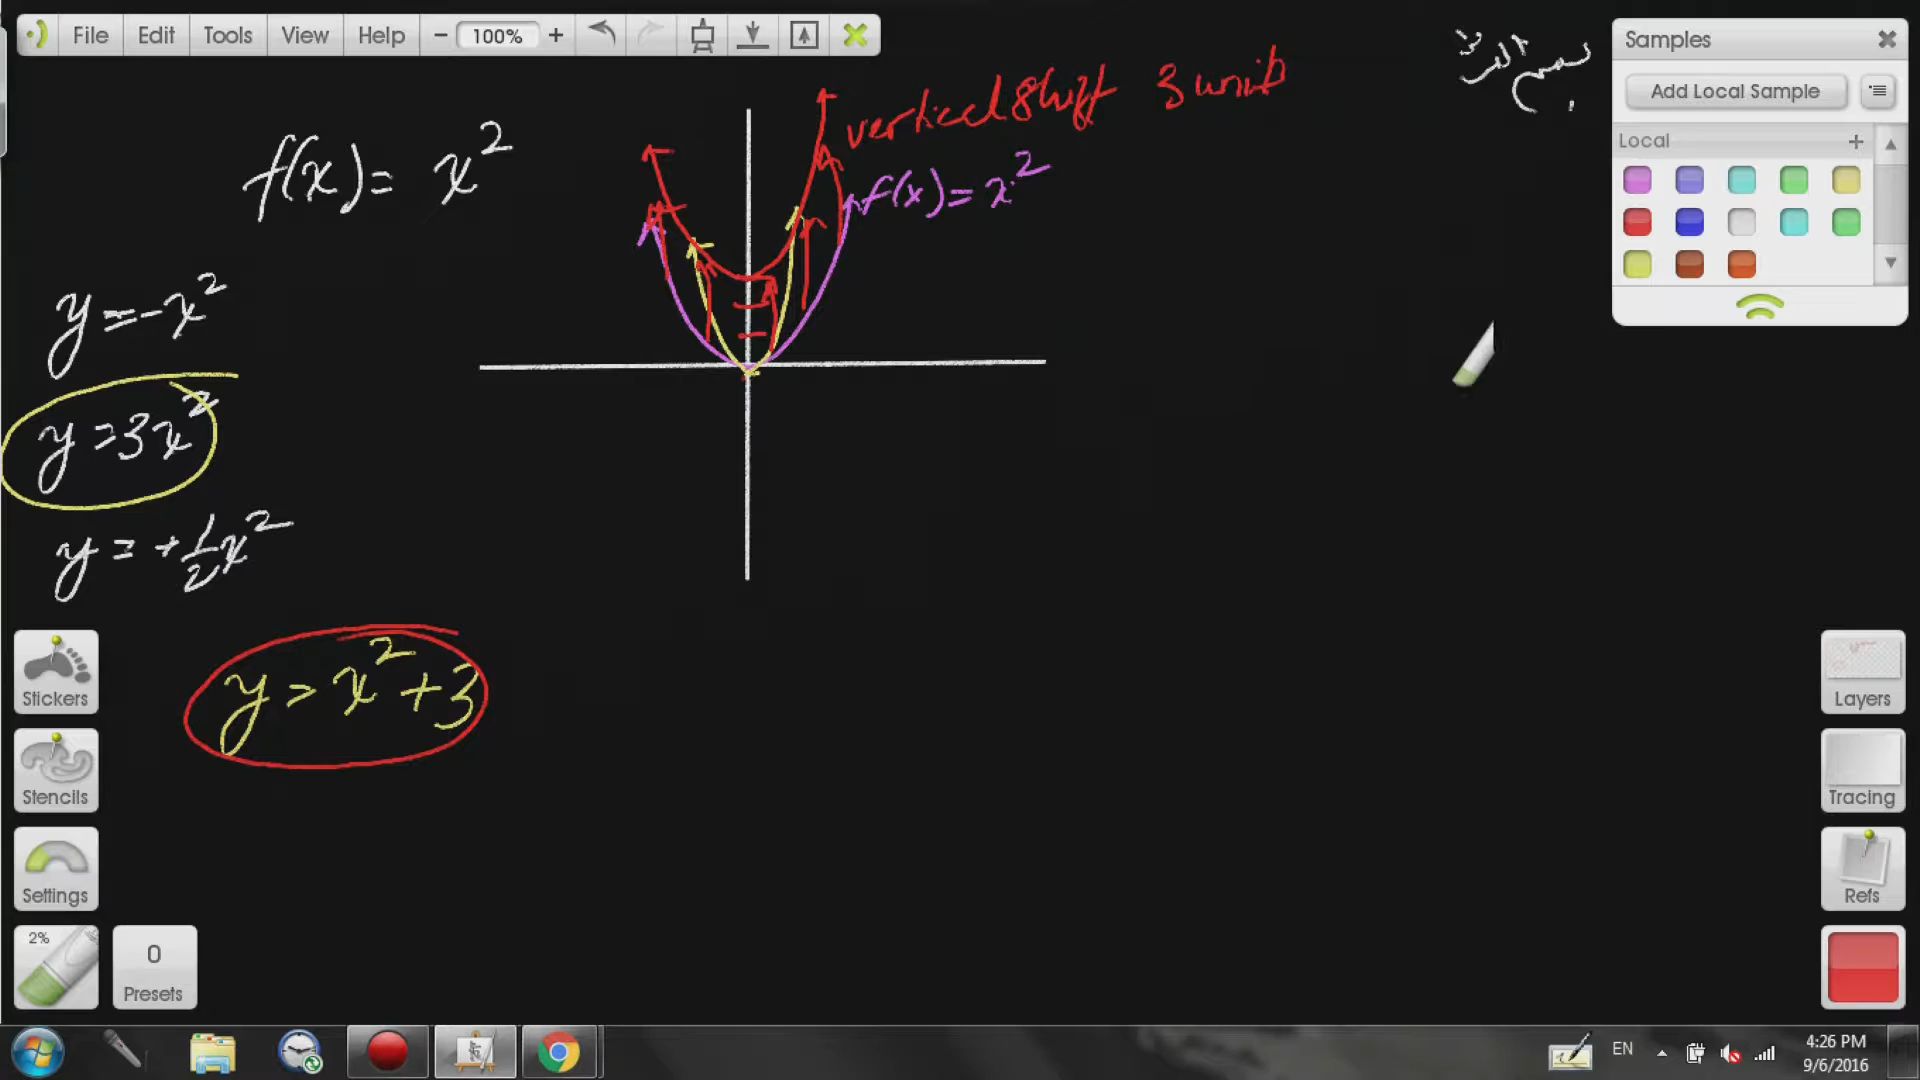 File Edit Tools View Help − 100% +
Samples
Add Local Sample
Local
vertical shift 3 unit
f(x) = x²
f(x) = x²
y = -x²
y = 3x²
y = +1/2 x²
y = x² + 3
Stickers
Stencils
Settings
2%
0
Presets
Layers
Tracing
Refs
EN
4:26 PM
9/6/2016